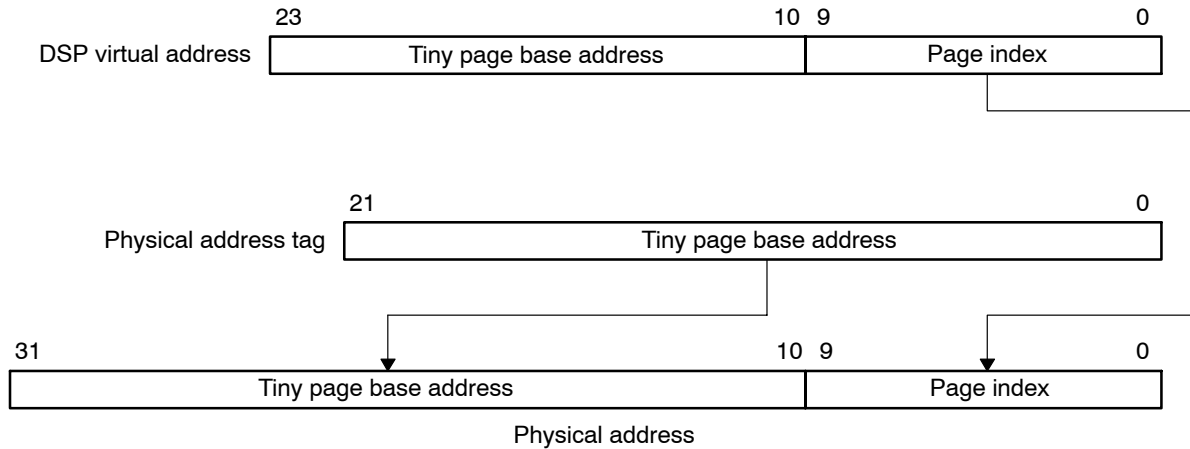 23 10 9 0
DSP virtual address Tiny page base address Page index
21 0
Physical address tag Tiny page base address
31 10 9 0
Tiny page base address Page index
Physical address